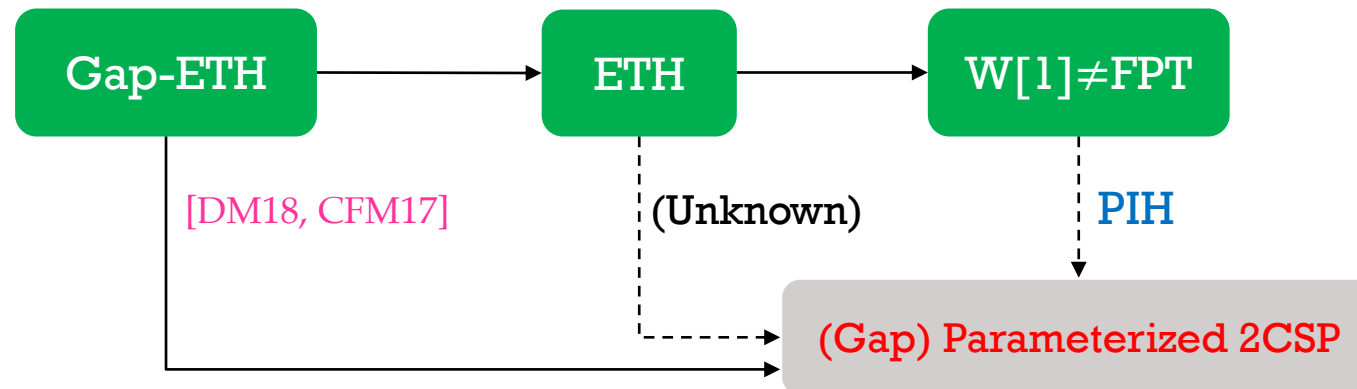 Gap-ETH
ETH
W[1]≠FPT
[DM18, CFM17]
(Unknown)
PIH
(Gap) Parameterized 2CSP